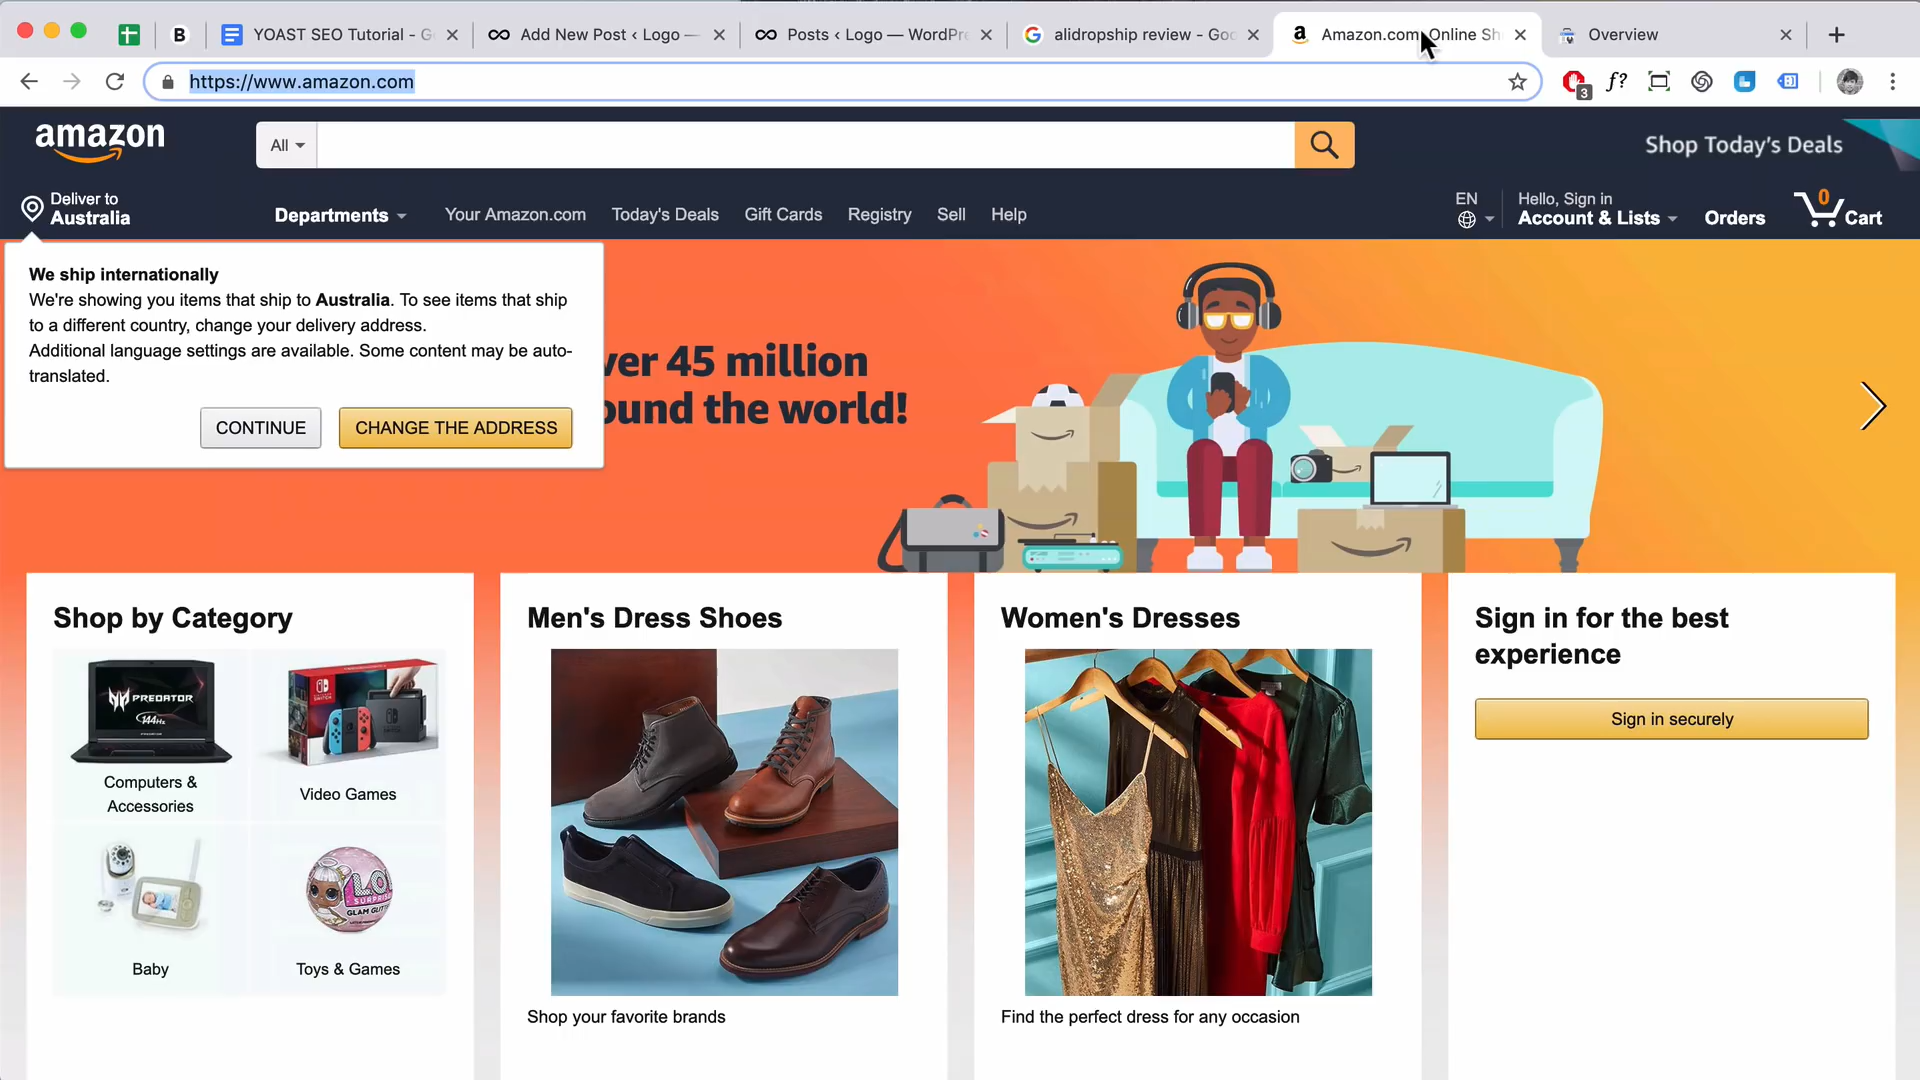 B
YOAST SEO Tutorial - G
Add New Post ‹ Logo —
Posts ‹ Logo — WordPre
alidropship review - Goo
Amazon.com: Online Sh
Overview
https://www.amazon.com
f?
3
amazon
All
Shop Today's Deals
Deliver to
Australia
Departments
Your Amazon.com
Today's Deals
Gift Cards
Registry
Sell
Help
EN
Hello, Sign in
Account & Lists
Orders
0
Cart
We ship internationally
We're showing you items that ship to Australia. To see items that ship
to a different country, change your delivery address.
Additional language settings are available. Some content may be auto-
translated.
CONTINUE
CHANGE THE ADDRESS
ver 45 million
ound the world!
Shop by Category
PREDATOR
144Hz
Computers &
Accessories
Video Games
Baby
L.O.L.
SURPRISE
GLAM GLIT
Toys & Games
Men's Dress Shoes
Shop your favorite brands
Women's Dresses
Find the perfect dress for any occasion
Sign in for the best
experience
Sign in securely